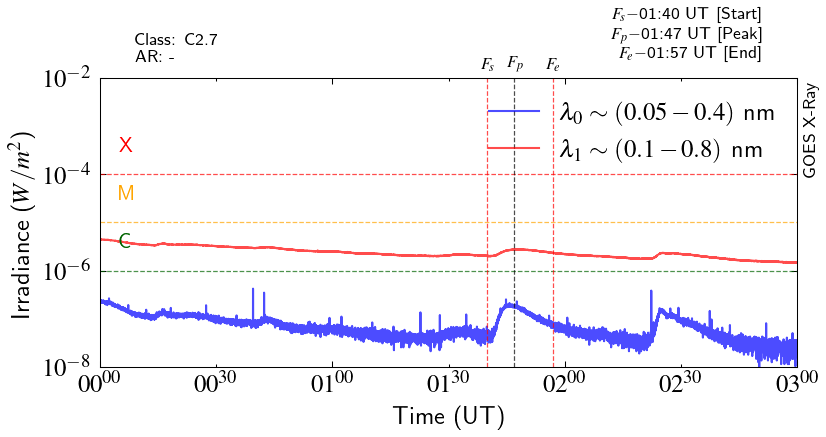 F_s−01:40 UT [Start]
F_p−01:47 UT [Peak]
F_e−01:57 UT [End]
Class: C2.7
AR: -
F_s F_p F_e
10^−2
10^−4
10^−6
10^−8
Irradiance (W/m^2)
X
M
C
λ_0 ∼ (0.05 − 0.4) nm
λ_1 ∼ (0.1 − 0.8) nm
GOES X-Ray
00^00 00^30 01^00 01^30 02^00 02^30 03^00
Time (UT)